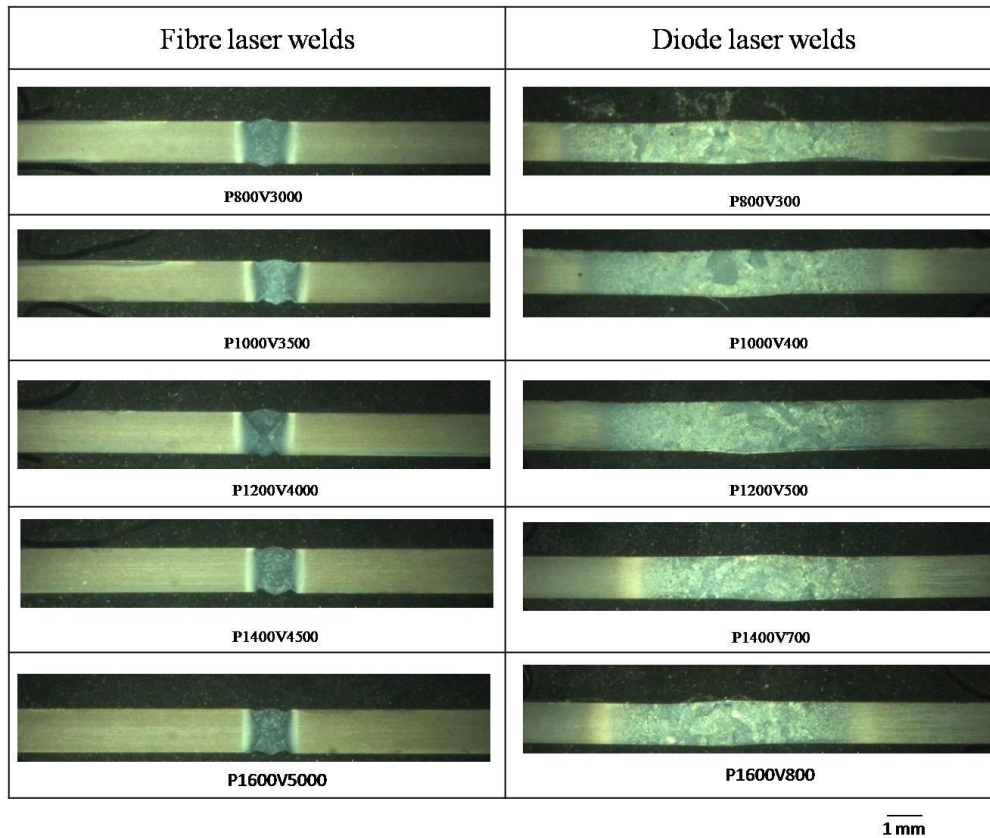 Fibre laser welds
Diode laser welds
P800V3000
P800V300
P1000V3500
P1000V400
P1200V4000
P1200V500
P1400V4500
P1400V700
P1600V5000
P1600V800
1 mm